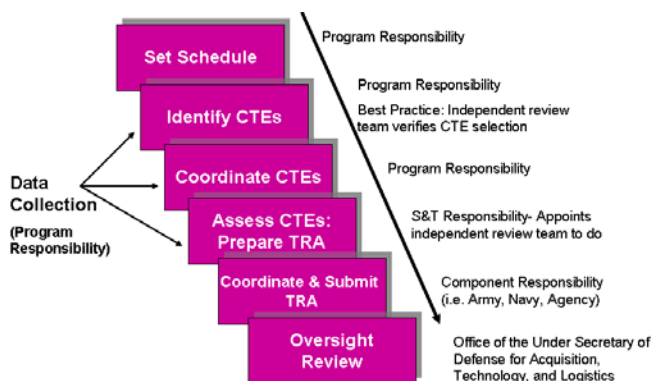 Set Schedule
Program Responsibility
Identify CTEs
Program Responsibility
Best Practice: Independent review
team verifies CTE selection
Coordinate CTEs
Program Responsibility
Data
Collection
(Program
Responsibility)
Assess CTEs:
Prepare TRA
S&T Responsibility- Appoints
independent review team to do
Coordinate & Submit
TRA
Component Responsibility
(i.e. Army, Navy, Agency)
Oversight
Review
Office of the Under Secretary of
Defense for Acquisition,
Technology, and Logistics